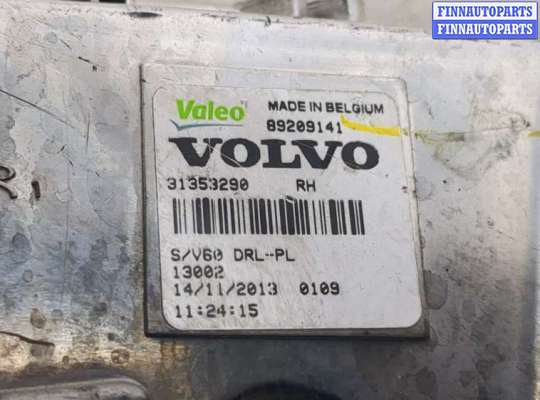 FINNAUTOPARTS
FINNAUTOPARTS
Valeo MADE IN BELGIUM
89209141
VOLVO
31353290 RH
S/V60 DRL--PL
13002
14/11/2013 0109
11:24:15